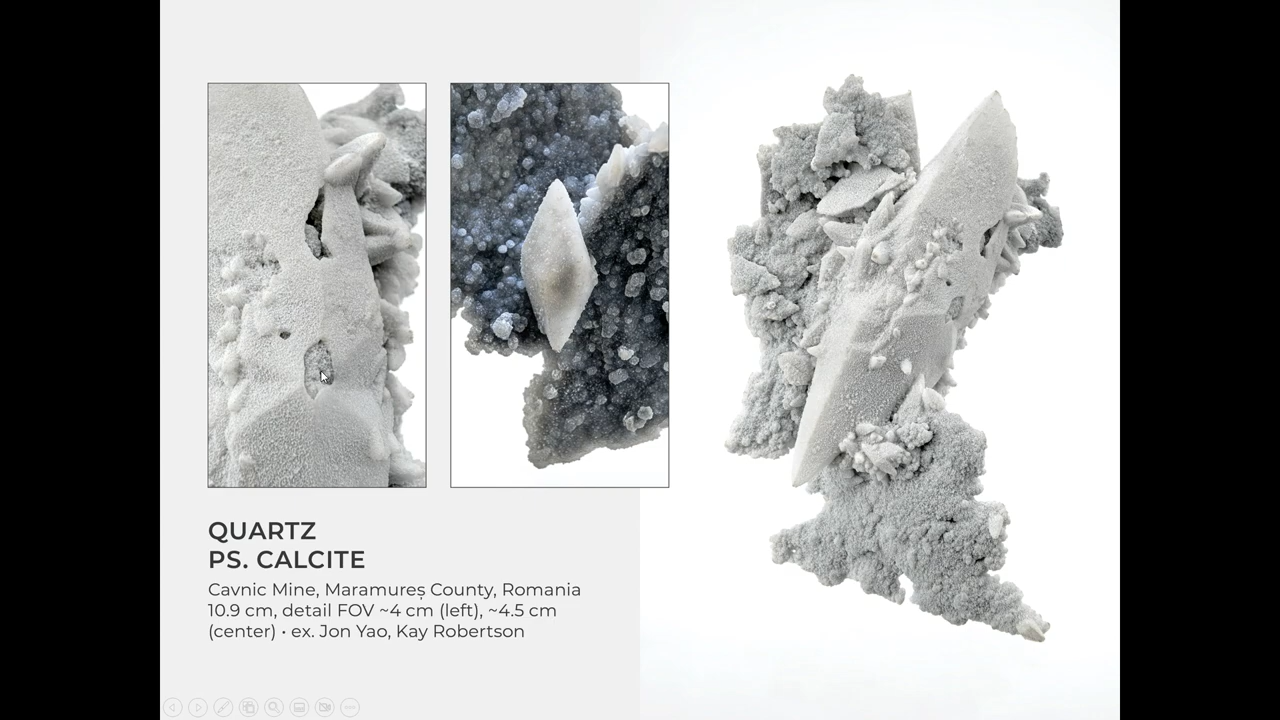 QUARTZ
PS. CALCITE
Cavnic Mine, Maramureș County, Romania
10.9 cm, detail FOV ~4 cm (left), ~4.5 cm
(center) • ex. Jon Yao, Kay Robertson